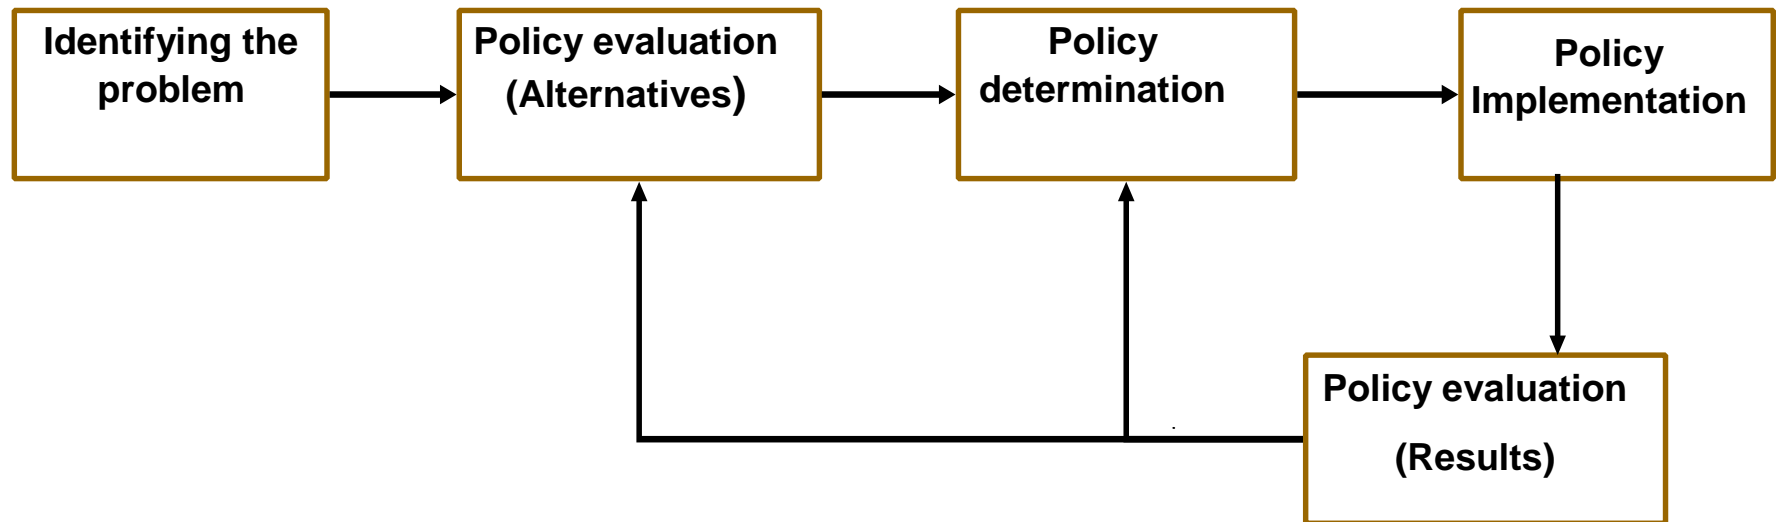 Identifying the
problem
Policy evaluation
(Alternatives)
Policy
determination
Policy
Implementation
Policy evaluation
(Results)